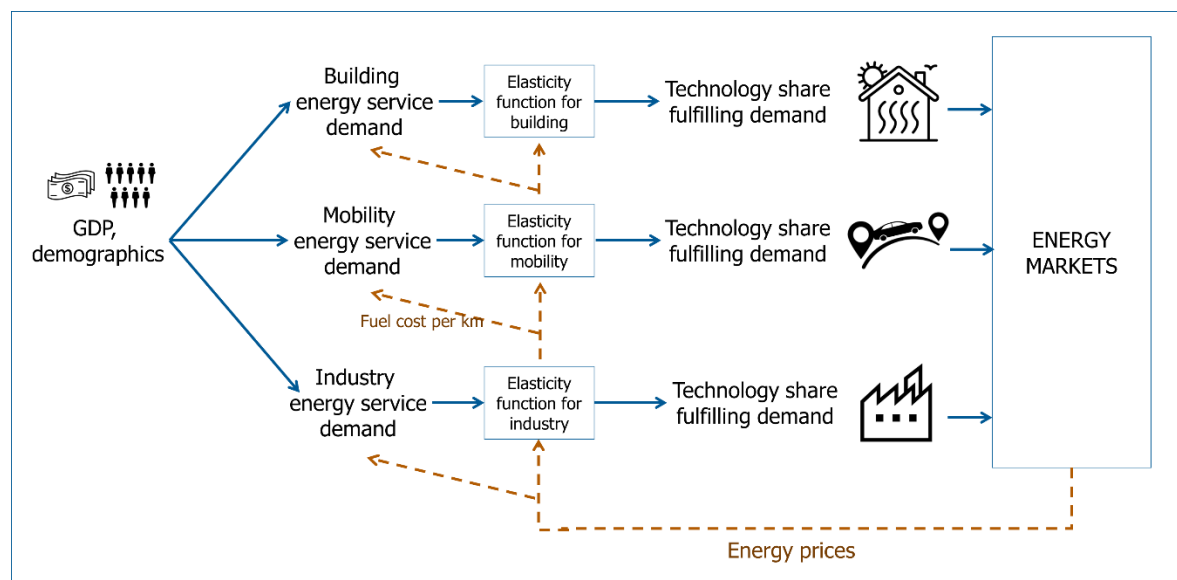 Building
energy service
demand
Elasticity
function for
building
Technology share
fulfilling demand
$
GDP,
demographics
Mobility
energy service
demand
Elasticity
function for
mobility
Technology share
fulfilling demand
ENERGY
MARKETS
Fuel cost per km
Industry
energy service
demand
Elasticity
function for
industry
Technology share
fulfilling demand
Energy prices